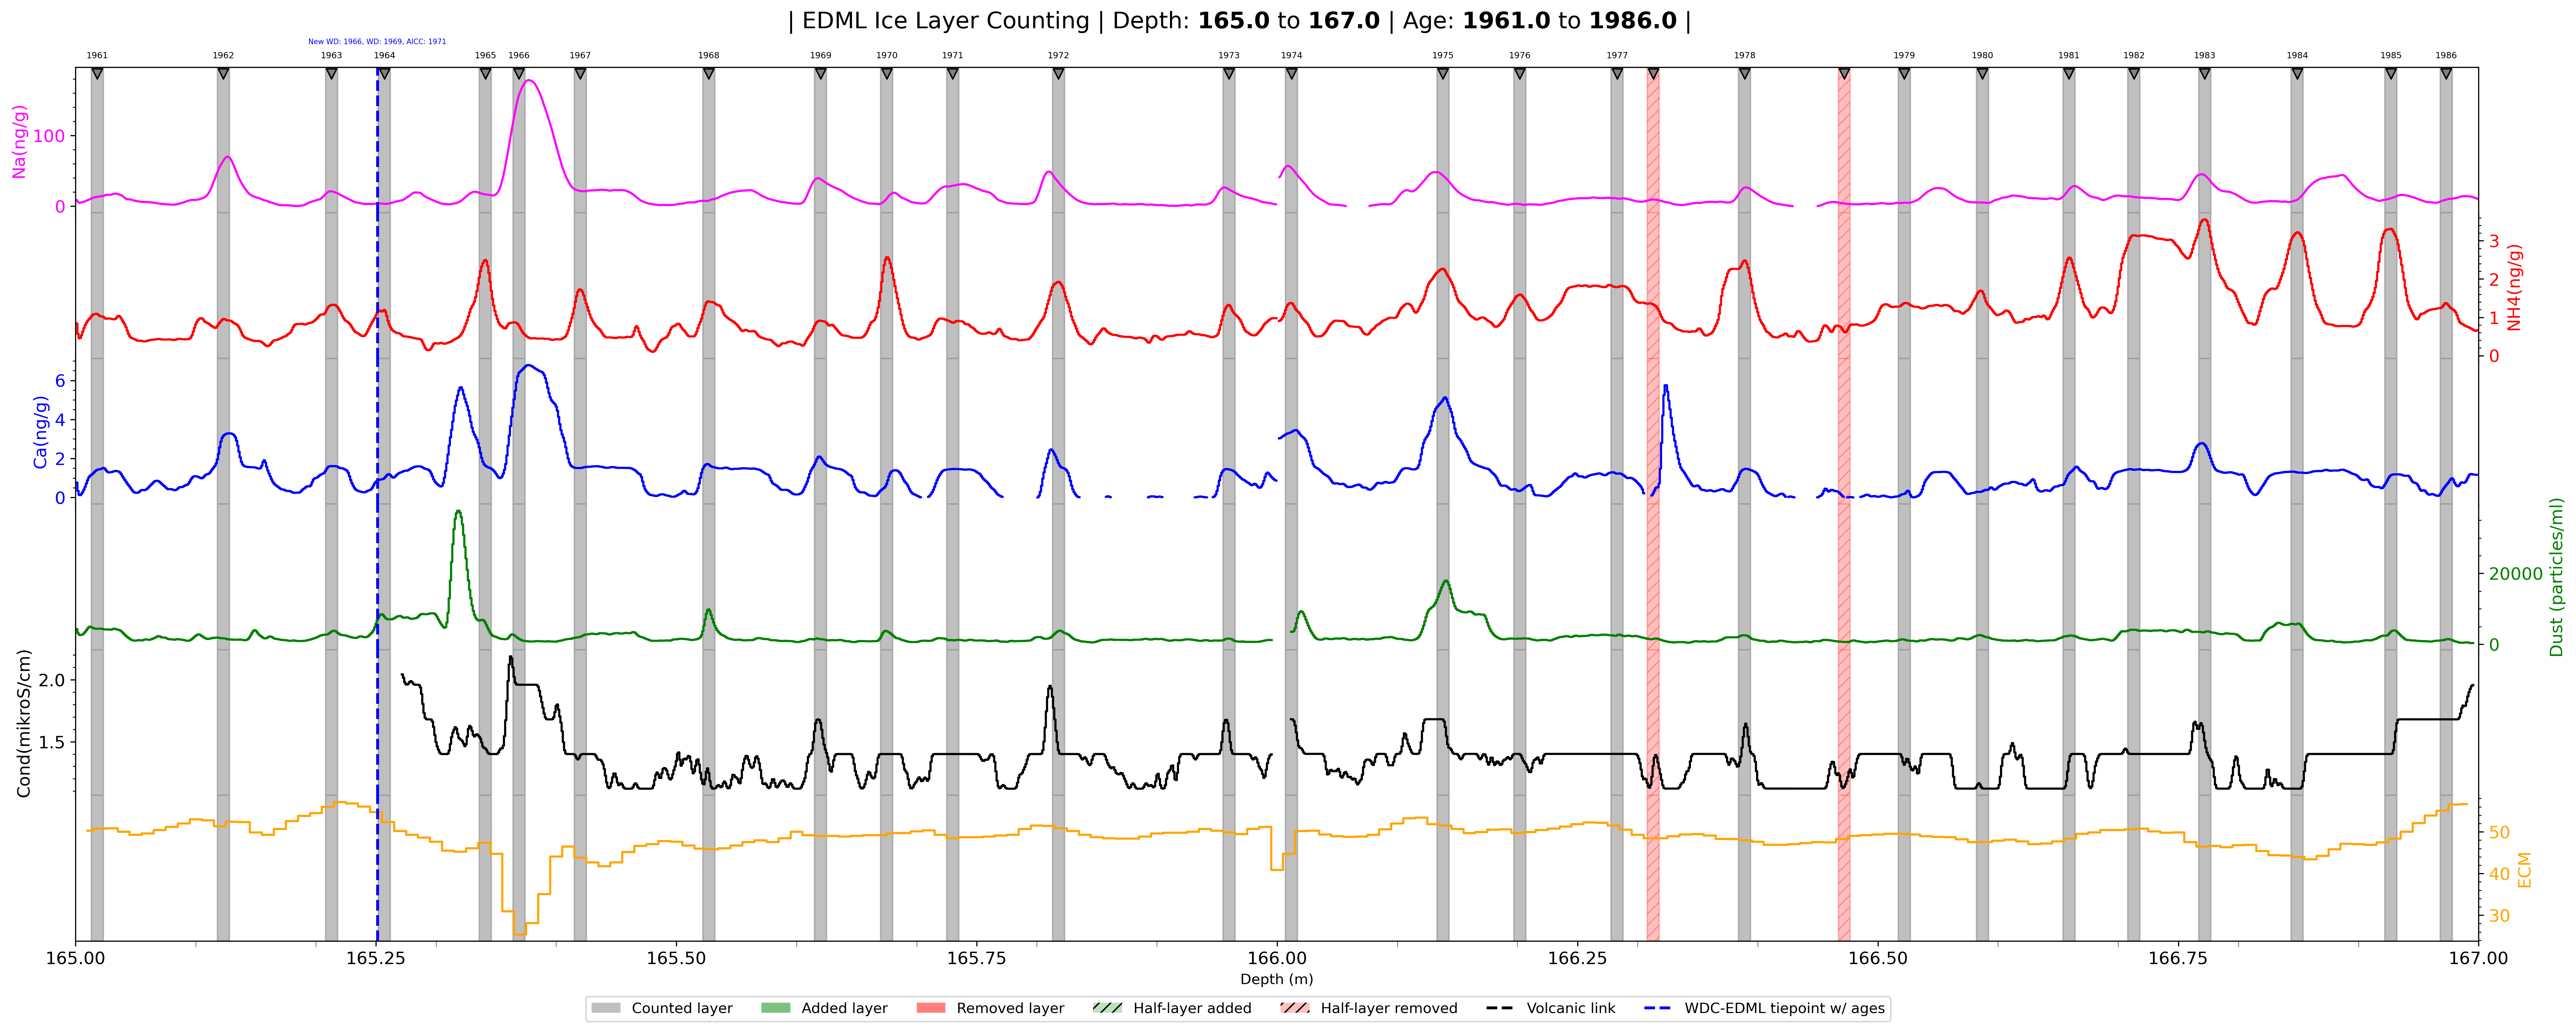 | EDML Ice Layer Counting | Depth: 165.0 to 167.0 | Age: 1961.0 to 1986.0 |
New WD: 1966, WD: 1969, AICC: 1971
1961 1962 1963 1964 1965 1966 1967 1968 1969 1970 1971 1972 1973 1974 1975 1976 1977 1978 1979 1980 1981 1982 1983 1984 1985 1986
Na(ng/g)
100
0
NH4(ng/g)
3
2
1
0
Ca(ng/g)
6
4
2
0
Dust (particles/ml)
20000
0
Cond(mikroS/cm)
2.0
1.5
ECM
50
40
30
165.00 165.25 165.50 165.75 166.00 166.25 166.50 166.75 167.00
Depth (m)
Counted layer Added layer Removed layer Half-layer added Half-layer removed Volcanic link WDC-EDML tiepoint w/ ages